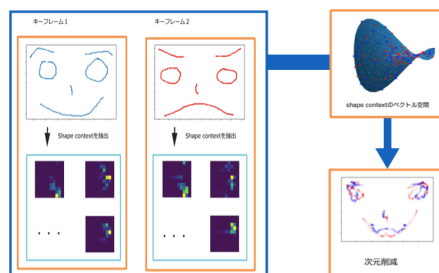 キーフレーム1
キーフレーム2
Shape contextを抽出
Shape contextを抽出
. . .
. . .
shape contextのベクトル空間
次元削減